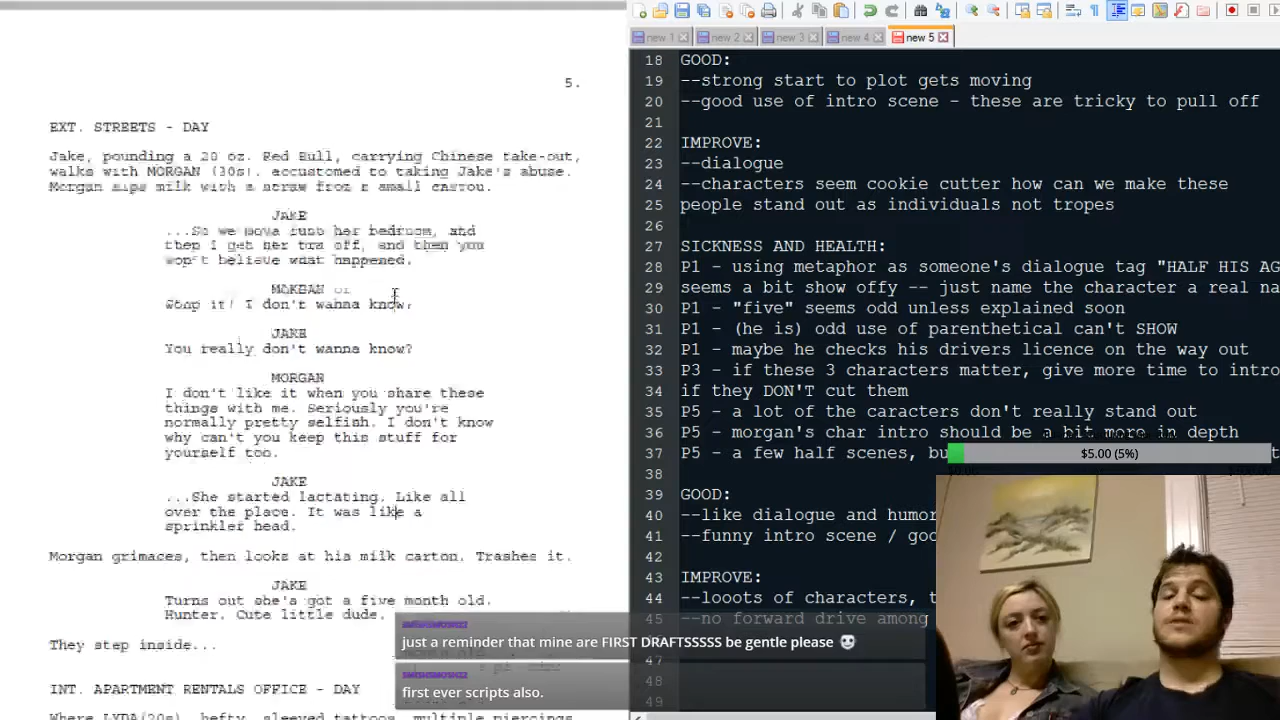 5.
EXT. STREETS - DAY
Jake, pounding a 20 oz. Red Bull, carrying Chinese take-out,
walks with MORGAN (30s). accustomed to taking Jake's abuse.
Morgan sips milk with a straw from a small
JAKE
...So we move into her bedroom, and
then I get her bra off, and then you
won't believe what happened.
MORGAN
Stop it! I don't wanna know.
JAKE
You really don't wanna know?
MORGAN
I don't like it when you share these
things with me. Seriously you're
normally pretty selfish. I don't know
why can't you keep this stuff for
yourself too.
JAKE
...She started lactating. Like all
over the place. It was like a
sprinkler head.
Morgan grimaces, then looks at his milk carton. Trashes it.
JAKE
Turns out she's got a five month old.
Hunter. Cute little dude.
They step inside...
INT. APARTMENT RENTALS OFFICE - DAY
Where LYDA(20s), hefty, sleeved tattoos, multiple piercings
new 1 new 2 new 3 new 4 new 5
18 GOOD:
19 --strong start to plot gets moving
20 --good use of intro scene - these are tricky to pull off
21
22 IMPROVE:
23 --dialogue
24 --characters seem cookie cutter how can we make these
25 people stand out as individuals not tropes
26
27 SICKNESS AND HEALTH:
28 P1 - using metaphor as someone's dialogue tag "HALF HIS AG
29 seems a bit show offy -- just name the character a real na
30 P1 - "five" seems odd unless explained soon
31 P1 - (he is) odd use of parenthetical can't SHOW
32 P1 - maybe he checks his drivers licence on the way out
33 P3 - if these 3 characters matter, give more time to intro
34 if they DON'T cut them
35 P5 - a lot of the caracters don't really stand out
36 P5 - morgan's char intro should be a bit more in depth
37 P5 - a few half scenes, bu
38
39 GOOD:
40 --like dialogue and humor
41 --funny intro scene / goo
42
43 IMPROVE:
44 --looots of characters, t
45 --no forward drive among
47
48
49
$5.00 (5%)
just a reminder that mine are FIRST DRAFTSSSSS be gentle please
first ever scripts also.